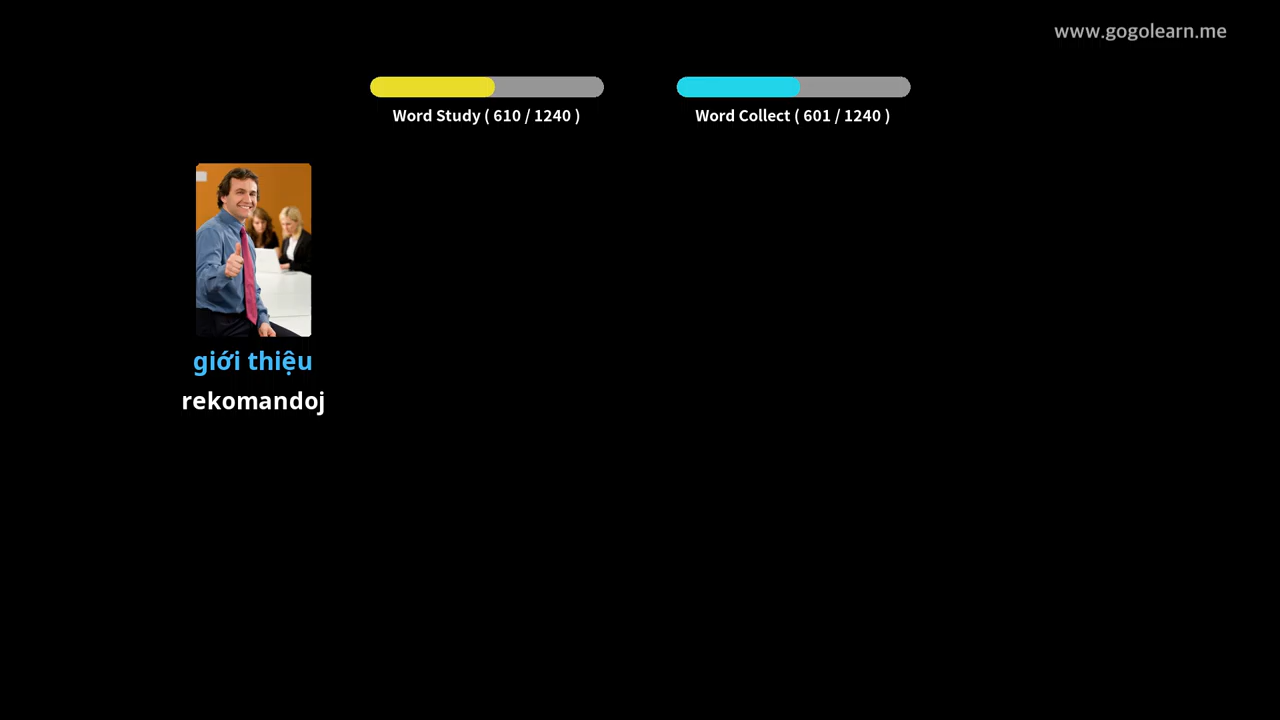 www.gogolearn.me
Word Study ( 610 / 1240 )
Word Collect ( 601 / 1240 )
giới thiệu
rekomandoj